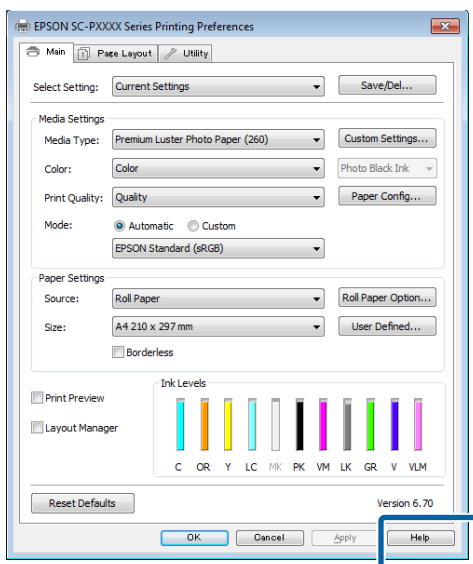 EPSON SC-PXXXX Series Printing Preferences
Main Page Layout Utility
Select Setting: Current Settings Save/Del...
Media Settings
Media Type: Premium Luster Photo Paper (260) Custom Settings...
Color: Color Photo Black Ink
Print Quality: Quality Paper Config...
Mode: Automatic Custom
EPSON Standard (sRGB)
Paper Settings
Source: Roll Paper Roll Paper Option...
Size: A4 210 x 297 mm User Defined...
Borderless
Ink Levels
Print Preview
Layout Manager
C OR Y LC MK PK VM LK GR V VLM
Reset Defaults Version 6.70
OK Cancel Apply Help